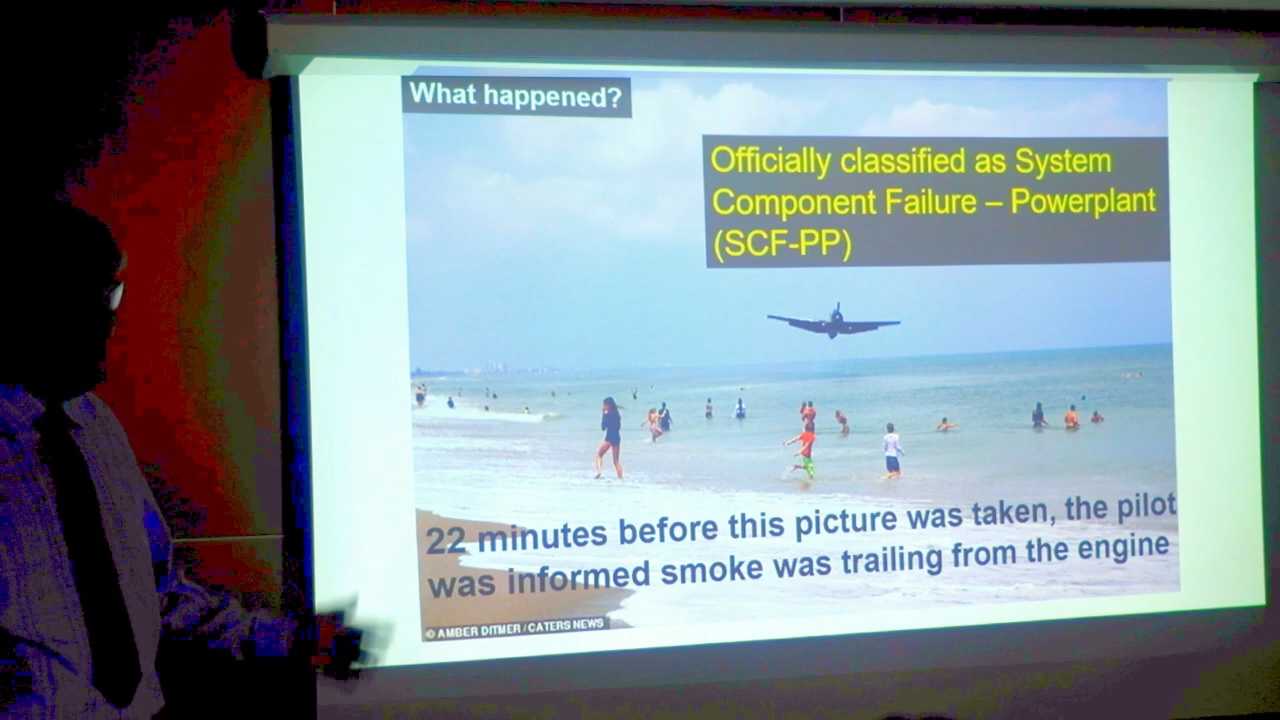 What happened?
Officially classified as System
Component Failure – Powerplant
(SCF-PP)
22 minutes before this picture was taken, the pilot
was informed smoke was trailing from the engine
© AMBER DITMER / CATERS NEWS